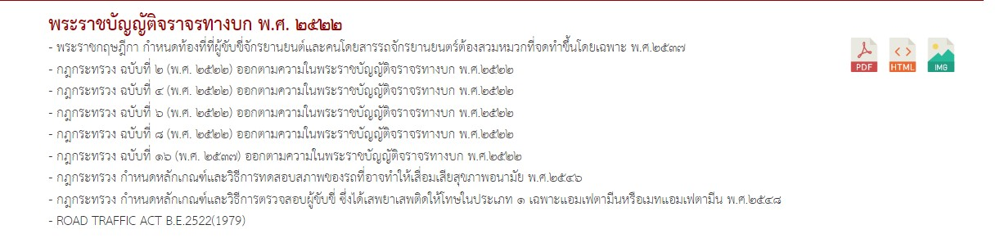 พระราชบัญญัติจราจรทางบก พ.ศ. ๒๕๒๒
- พระราชกฤษฎีกา กำหนดท้องที่ที่ผู้ขับขี่จักรยานยนต์และคนโดยสารรถจักรยานยนตร์ต้องสวมหมวกที่จดทำขึ้นโดยเฉพาะ พ.ศ.๒๕๓๗
- กฎกระทรวง ฉบับที่ ๒ (พ.ศ. ๒๕๒๒) ออกตามความในพระราชบัญญัติจราจรทางบก พ.ศ.๒๕๒๒
- กฎกระทรวง ฉบับที่ ๔ (พ.ศ. ๒๕๒๒) ออกตามความในพระราชบัญญัติจราจรทางบก พ.ศ.๒๕๒๒
- กฎกระทรวง ฉบับที่ ๖ (พ.ศ. ๒๕๒๒) ออกตามความในพระราชบัญญัติจราจรทางบก พ.ศ.๒๕๒๒
- กฎกระทรวง ฉบับที่ ๘ (พ.ศ. ๒๕๒๒) ออกตามความในพระราชบัญญัติจราจรทางบก พ.ศ.๒๕๒๒
- กฎกระทรวง ฉบับที่ ๑๖ (พ.ศ. ๒๕๓๗) ออกตามความในพระราชบัญญัติจราจรทางบก พ.ศ.๒๕๒๒
- กฎกระทรวง กำหนดหลักเกณฑ์และวิธีการทดสอบสภาพของรถที่อาจทำให้เสื่อมเสียสุขภาพอนามัย พ.ศ.๒๕๔๖
- กฎกระทรวง กำหนดหลักเกณฑ์และวิธีการตรวจสอบผู้ขับขี่ ซึ่งได้เสพยาเสพติดให้โทษในประเภท ๑ เฉพาะแอมเฟตามีนหรือเมทแอมเฟตามีน พ.ศ.๒๕๔๘
- ROAD TRAFFIC ACT B.E.2522(1979)
PDF HTML IMG